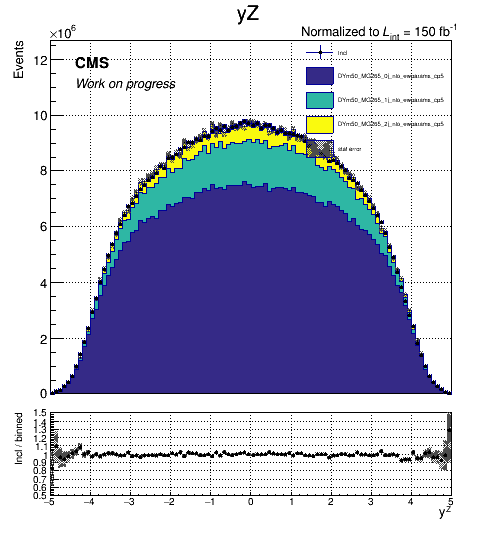 yZ
Normalized to L_int = 150 fb^-1
×10^6
Events
CMS
Work on progress
Incl
DYm50_MG265_0j_nlo_ewparams_cp5
DYm50_MG265_1j_nlo_ewparams_cp5
DYm50_MG265_2j_nlo_ewparams_cp5
stat error
12
10
8
6
4
2
0
Incl / binned
1.5
1.4
1.3
1.2
1.1
1
0.9
0.8
0.7
0.6
0.5
−5 −4 −3 −2 −1 0 1 2 3 4 5
y^Z